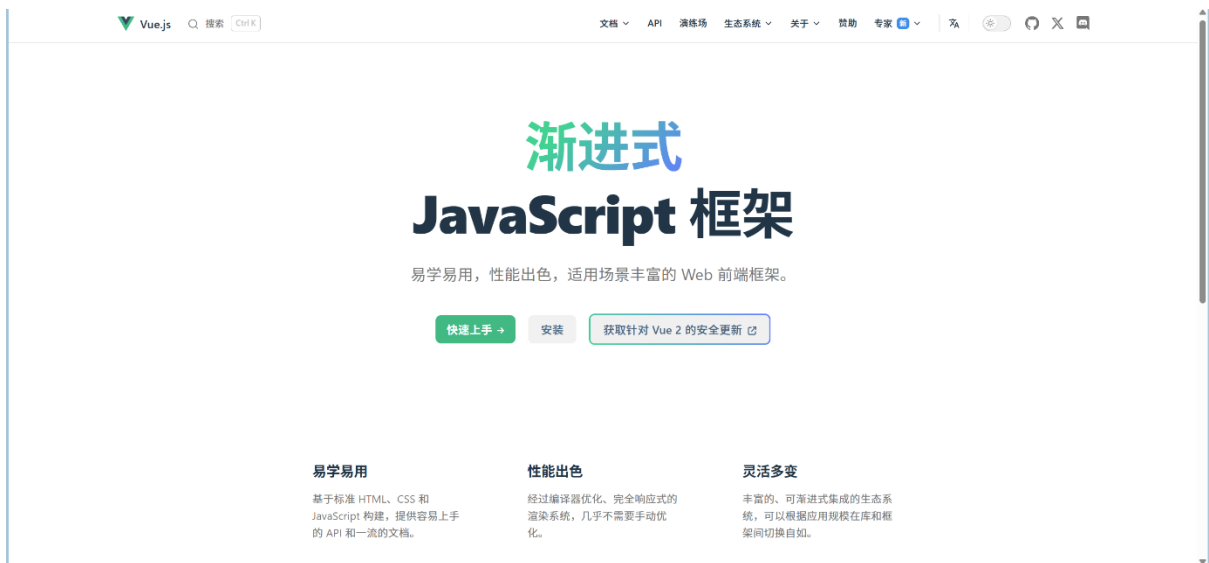 Vue.js 搜索 Ctrl K 文档 API 演练场 生态系统 关于 赞助 专家 新
渐进式
JavaScript 框架
易学易用，性能出色，适用场景丰富的 Web 前端框架。
快速上手 → 安装 获取针对 Vue 2 的安全更新
易学易用
基于标准 HTML、CSS 和
JavaScript 构建，提供容易上手
的 API 和一流的文档。
性能出色
经过编译器优化、完全响应式的
渲染系统，几乎不需要手动优
化。
灵活多变
丰富的、可渐进式集成的生态系
统，可以根据应用规模在库和框
架间切换自如。